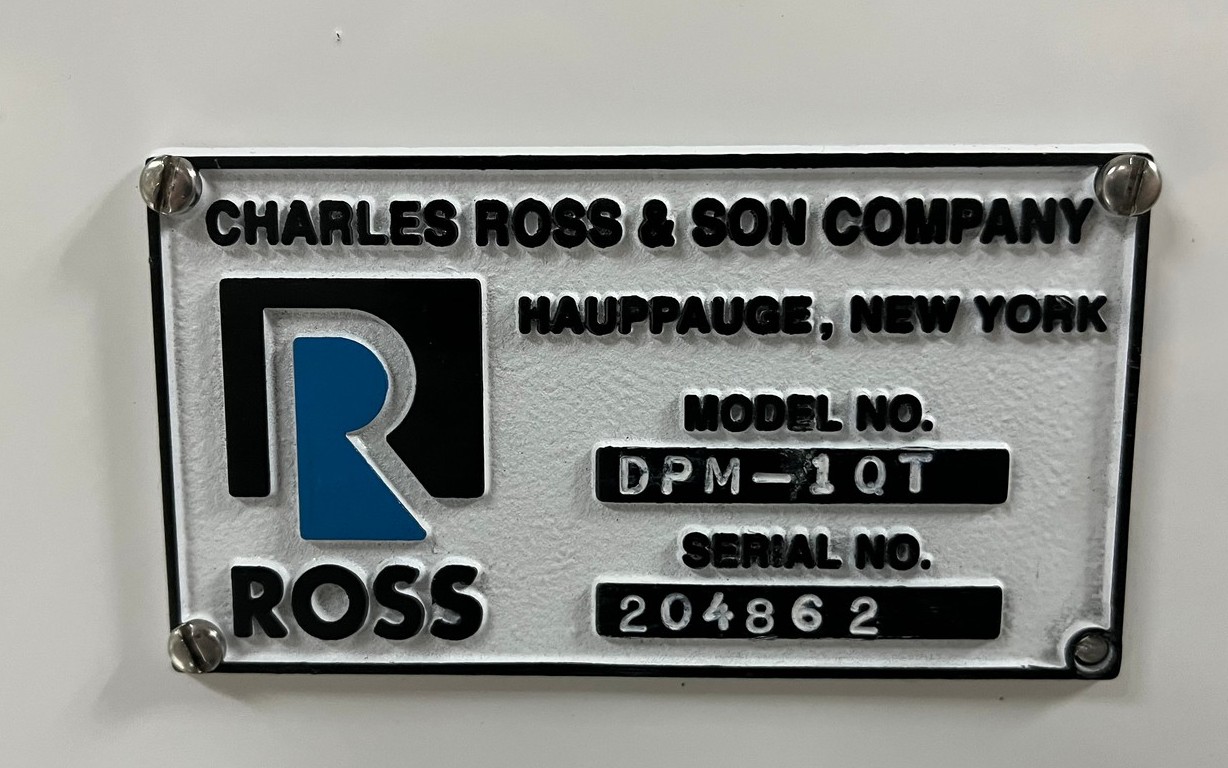 CHARLES ROSS & SON COMPANY
HAUPPAUGE, NEW YORK
R
ROSS
MODEL NO.
DPM-1QT
SERIAL NO.
204862